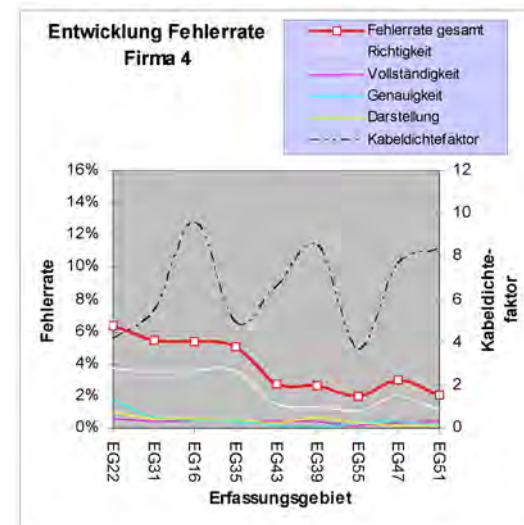 Entwicklung Fehlerrate
Firma 4
Fehlerrate gesamt
Richtigkeit
Vollständigkeit
Genauigkeit
Darstellung
Kabeldichtefaktor
16%
14%
12%
10%
8%
6%
4%
2%
0%
12
10
8
6
4
2
0
Fehlerrate
Kabeldichte-
faktor
EG22
EG31
EG16
EG35
EG43
EG39
EG55
EG47
EG51
Erfassungsgebiet